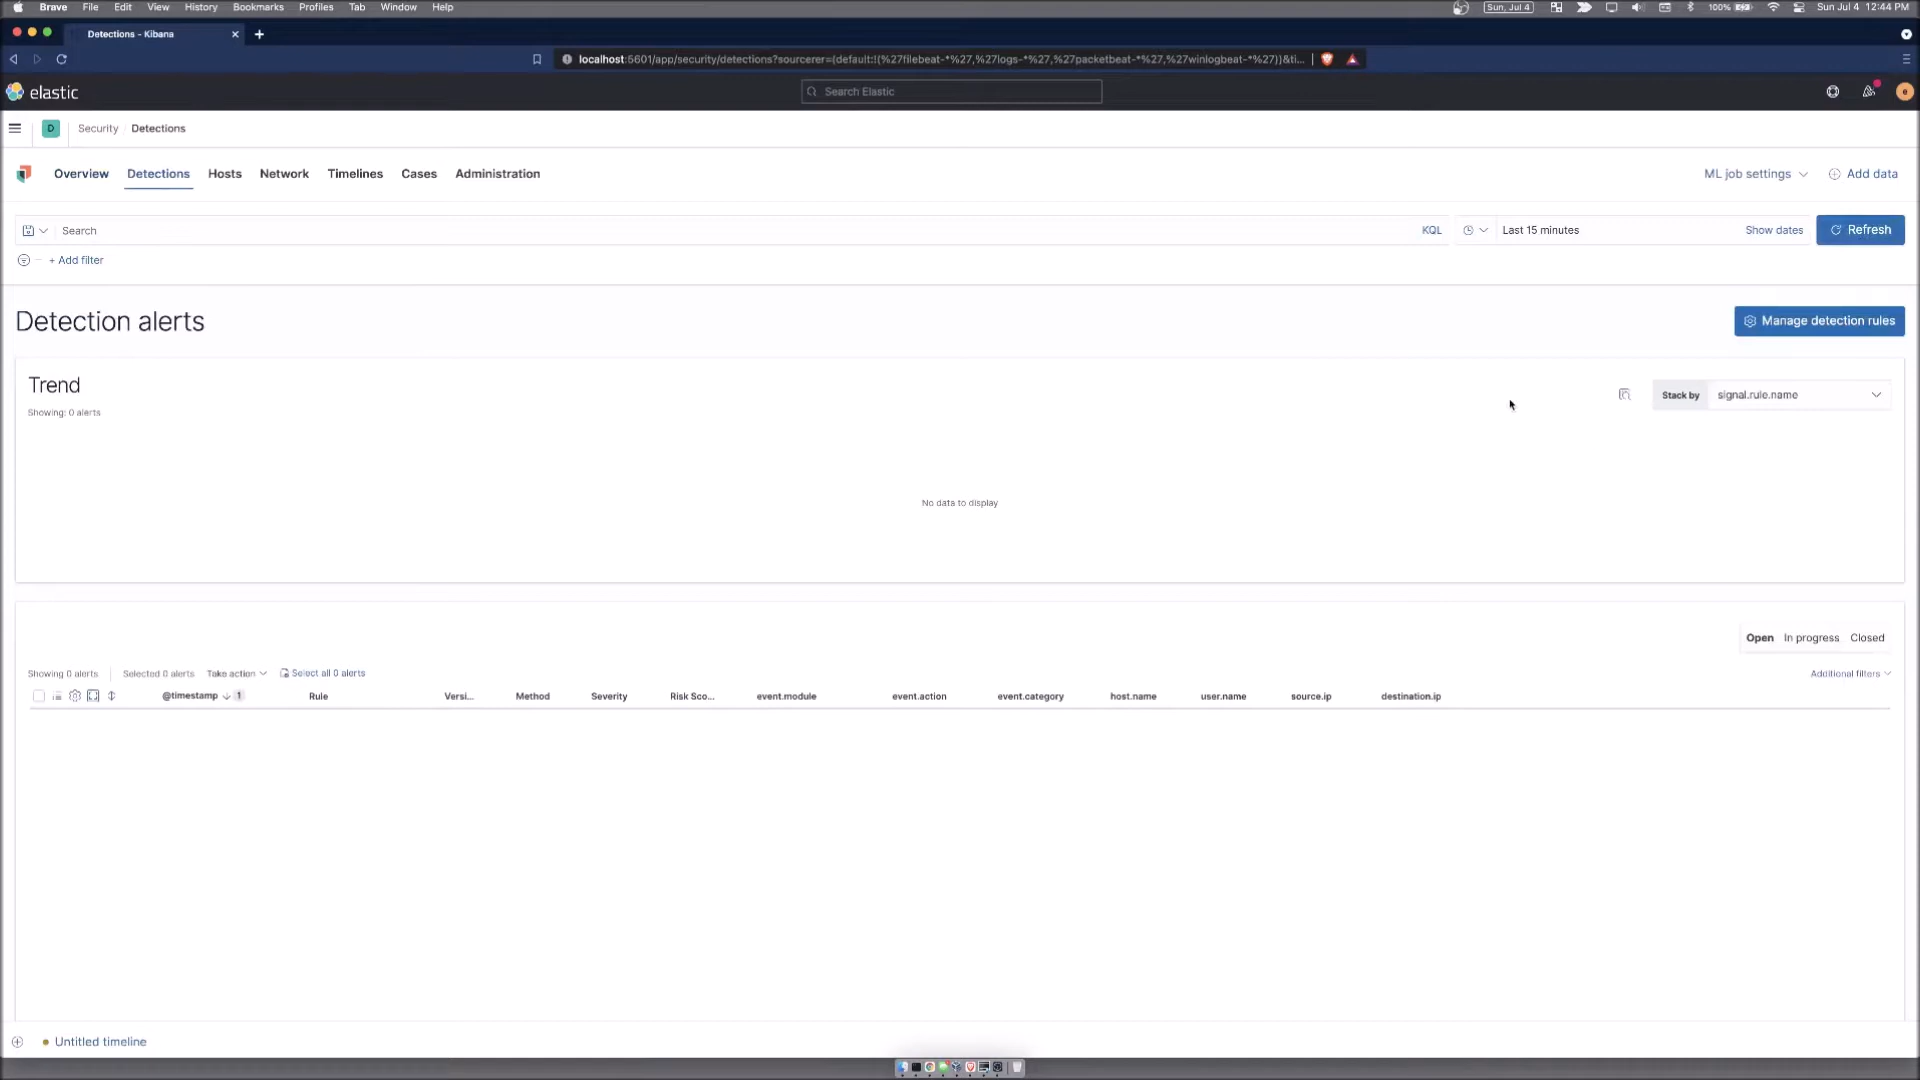 Brave File Edit View History Bookmarks Profiles Tab Window Help
Sun, Jul 4
100%
Sun Jul 4 12:44 PM
Detections - Kibana
localhost:5601/app/security/detections?sourcerer=(default:!(%27filebeat-*%27,%27logs-*%27,%27packetbeat-*%27,%27winlogbeat-*%27))&ti...
elastic
Search Elastic
e
D
Security
Detections
Overview
Detections
Hosts
Network
Timelines
Cases
Administration
ML job settings
Add data
Search
KQL
Last 15 minutes
Show dates
Refresh
+ Add filter
Detection alerts
Manage detection rules
Trend
Stack by
signal.rule.name
Showing: 0 alerts
No data to display
Open
In progress
Closed
Showing 0 alerts
Selected 0 alerts
Take action
Select all 0 alerts
Additional filters
@timestamp
1
Rule
Versi...
Method
Severity
Risk Sco...
event.module
event.action
event.category
host.name
user.name
source.ip
destination.ip
Untitled timeline